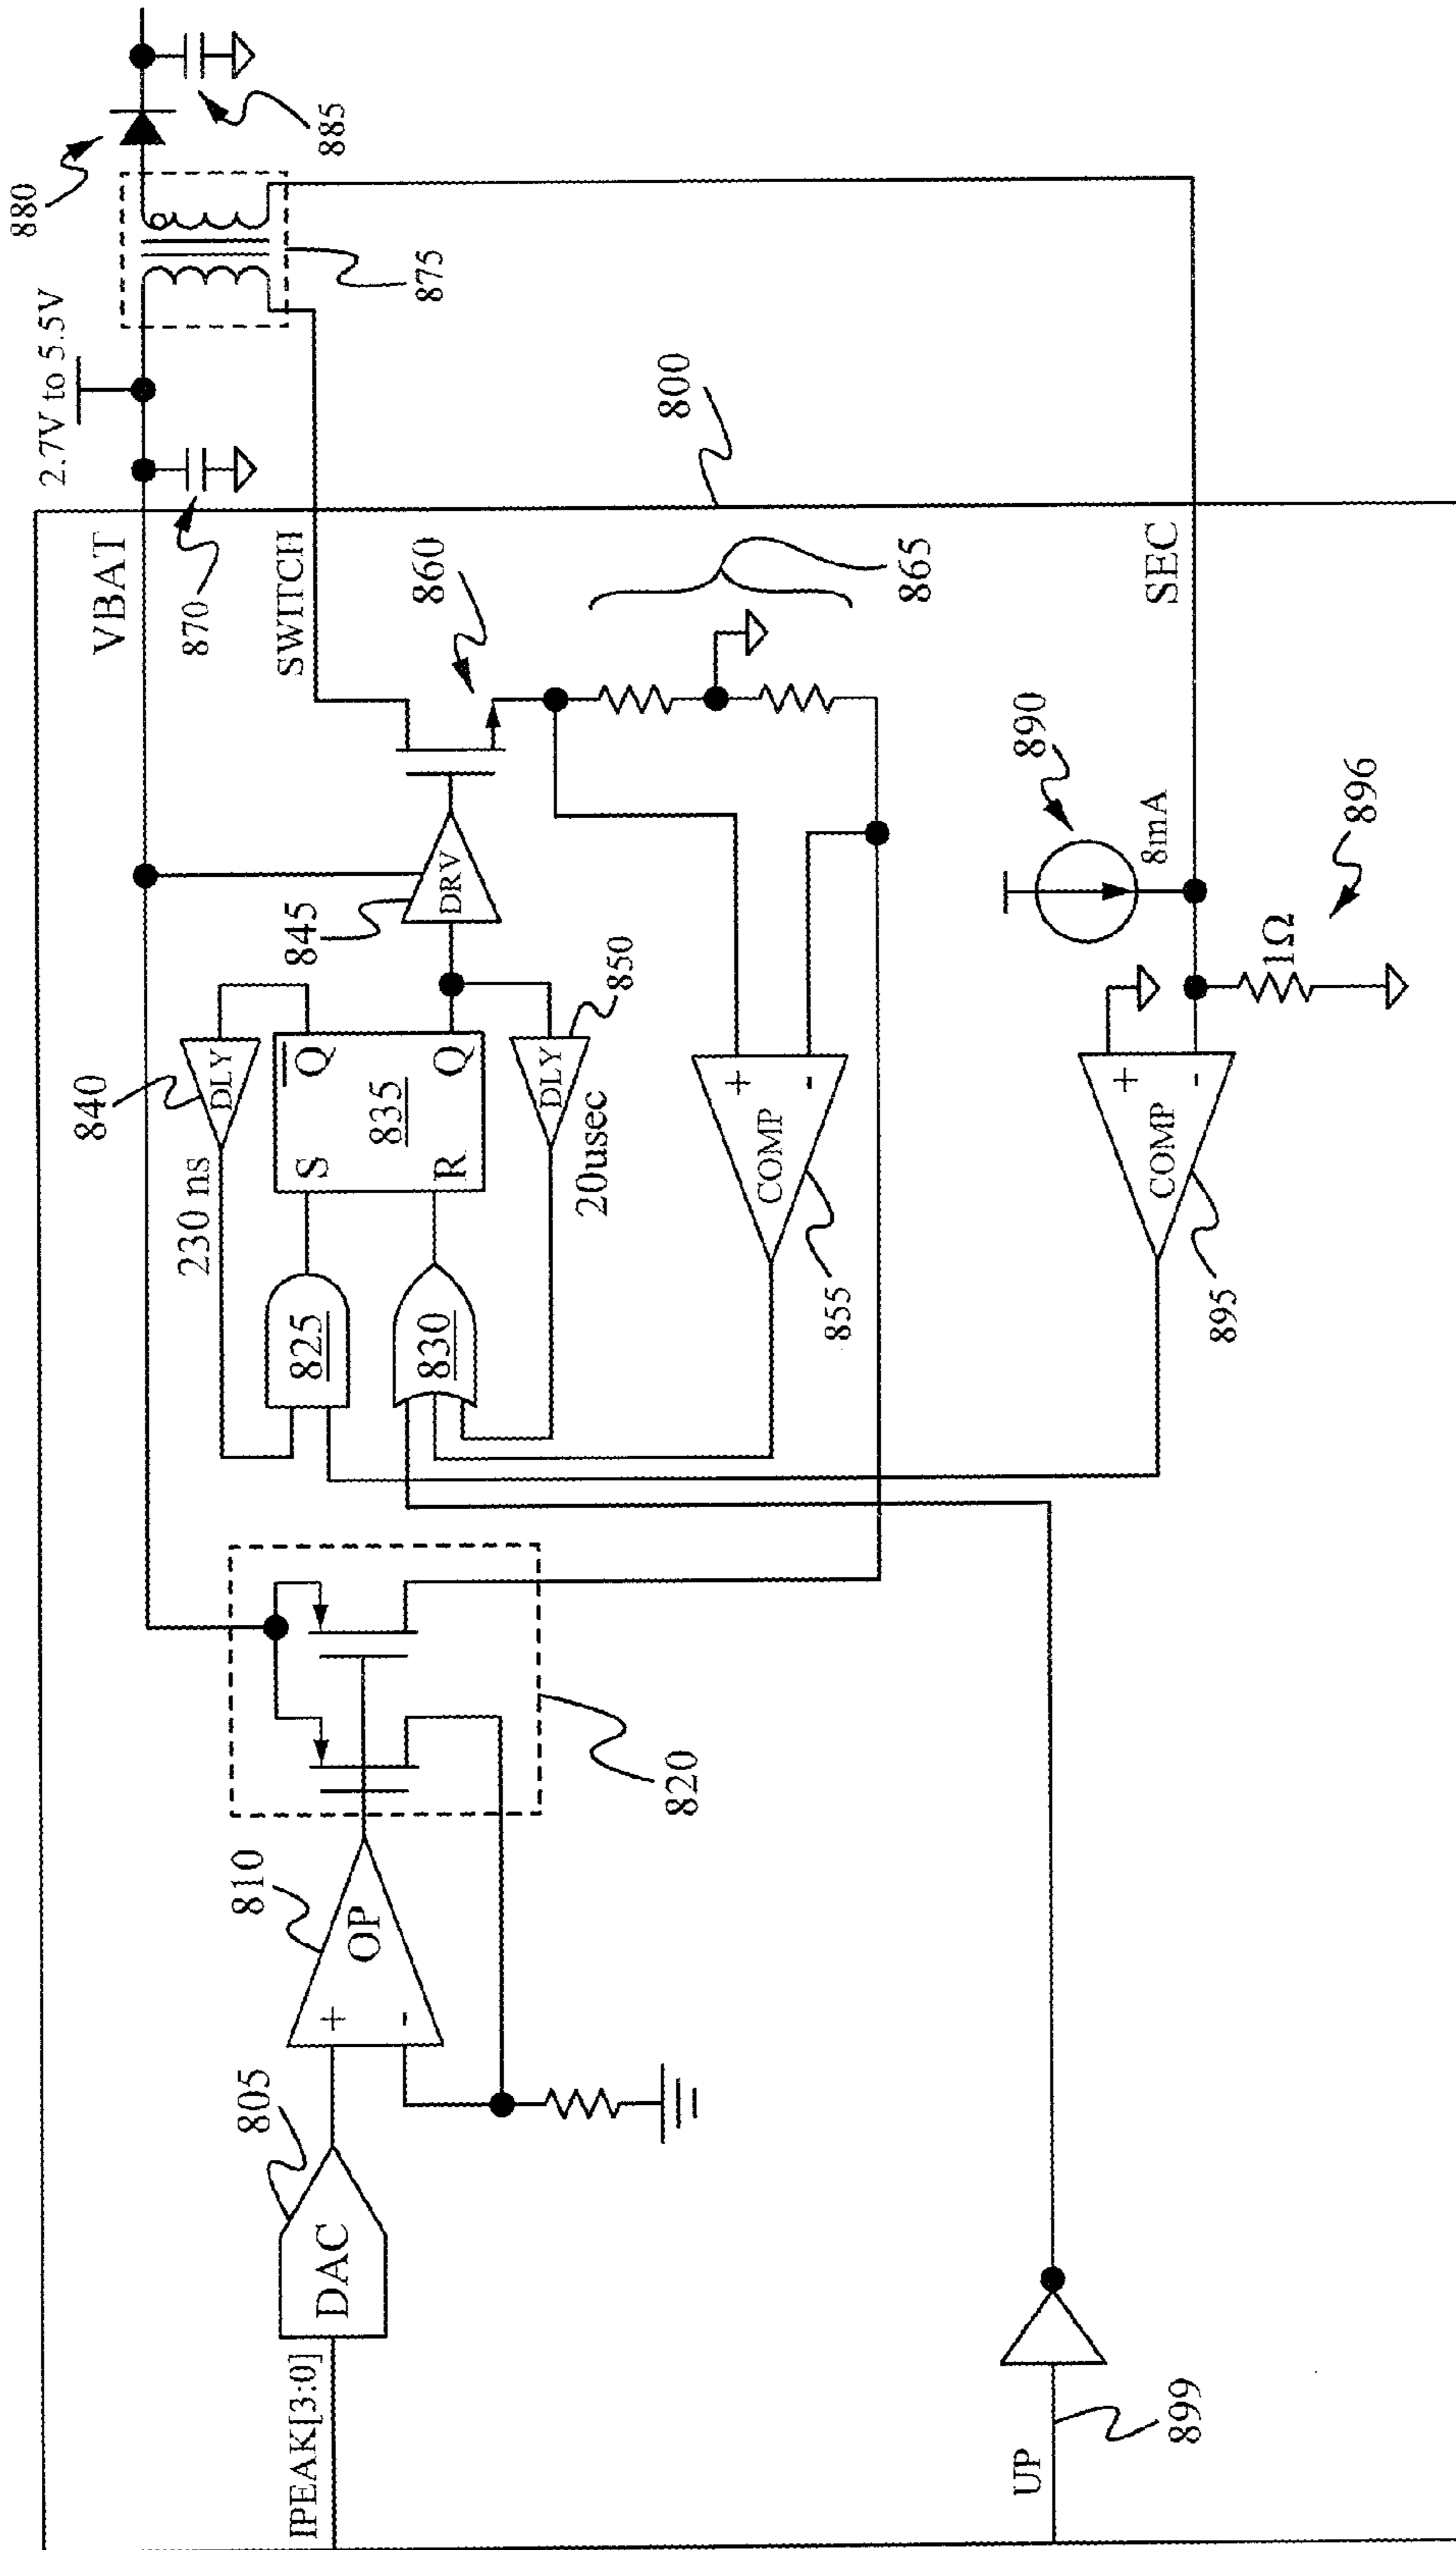 2.7V to 5.5V
880
885
875
VBAT
870
SWITCH
860
800
865
SEC
890
8mA
896
1Ω
845
DRV
850
840
DLY
230 ns
Q
835
Q
S
R
DLY
20usec
825
830
+
-
COMP
855
+
-
COMP
895
820
810
OP
+
-
805
DAC
IPEAK[3:0]
UP
899